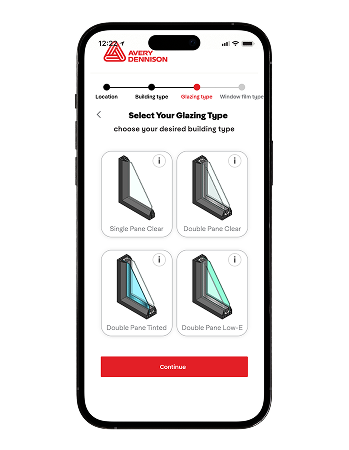 12:22
AVERY
DENNISON
Location Building type Glazing type Window film type
Select Your Glazing Type
choose your desired building type
i i
Single Pane Clear Double Pane Clear
i i
Double Pane Tinted Double Pane Low-E
Continue